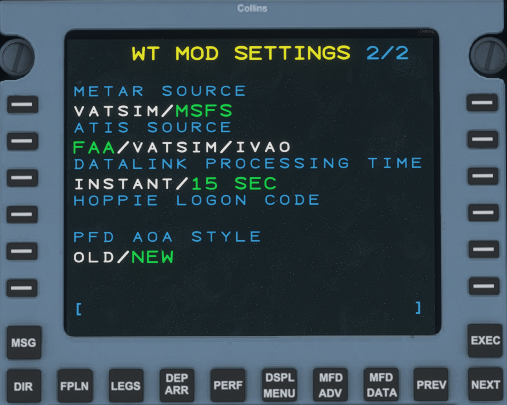 Collins
WT MOD SETTINGS 2/2
METAR SOURCE
VATSIM/MSFS
ATIS SOURCE
FAA/VATSIM/IVAO
DATALINK PROCESSING TIME
INSTANT/15 SEC
HOPPIE LOGON CODE
PFD AOA STYLE
OLD/NEW
[ ]
MSG
EXEC
DIR
FPLN
LEGS
DEP
ARR
PERF
DSPL
MENU
MFD
ADV
MFD
DATA
PREV
NEXT